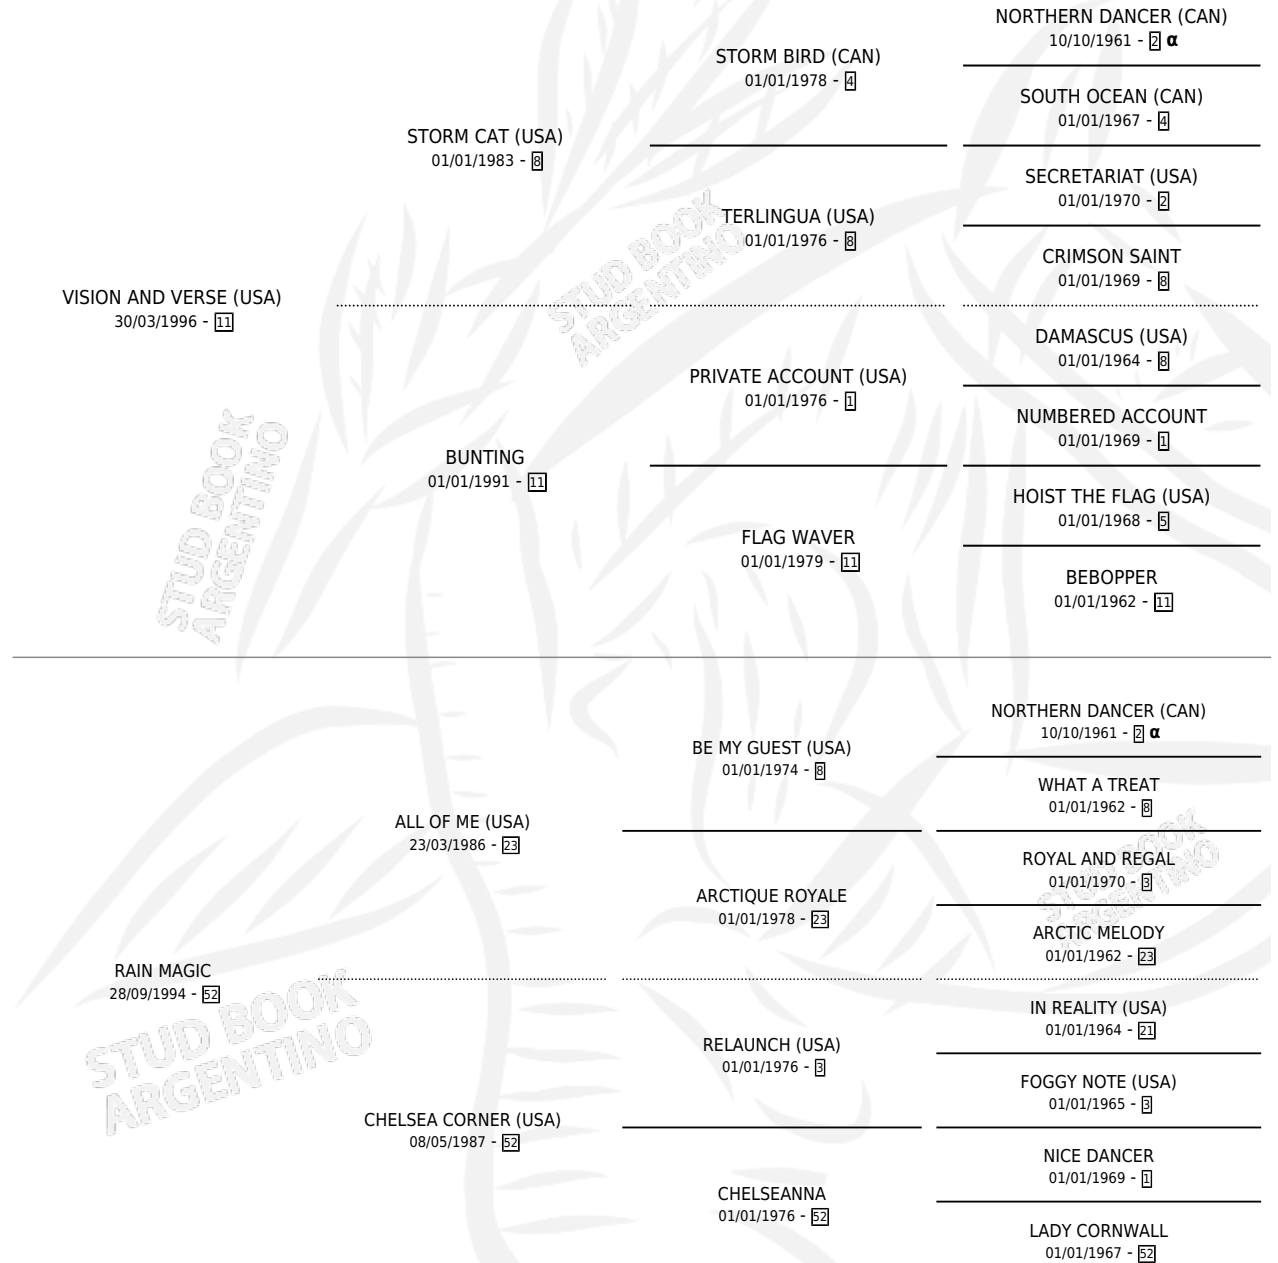 NORTHERN DANCER (CAN)
10/10/1961 - 2 α
STORM BIRD (CAN)
01/01/1978 - 4
SOUTH OCEAN (CAN)
01/01/1967 - 4
STORM CAT (USA)
01/01/1983 - 8
SECRETARIAT (USA)
01/01/1970 - 2
TERLINGUA (USA)
01/01/1976 - 8
CRIMSON SAINT
01/01/1969 - 8
VISION AND VERSE (USA)
30/03/1996 - 11
DAMASCUS (USA)
01/01/1964 - 8
PRIVATE ACCOUNT (USA)
01/01/1976 - 1
NUMBERED ACCOUNT
01/01/1969 - 1
BUNTING
01/01/1991 - 11
HOIST THE FLAG (USA)
01/01/1968 - 5
FLAG WAVER
01/01/1979 - 11
BEBOPPER
01/01/1962 - 11
NORTHERN DANCER (CAN)
10/10/1961 - 2 α
BE MY GUEST (USA)
01/01/1974 - 8
WHAT A TREAT
01/01/1962 - 8
ALL OF ME (USA)
23/03/1986 - 23
ROYAL AND REGAL
01/01/1970 - 3
ARCTIQUE ROYALE
01/01/1978 - 23
ARCTIC MELODY
01/01/1962 - 23
RAIN MAGIC
28/09/1994 - 52
IN REALITY (USA)
01/01/1964 - 21
RELAUNCH (USA)
01/01/1976 - 3
FOGGY NOTE (USA)
01/01/1965 - 3
CHELSEA CORNER (USA)
08/05/1987 - 52
NICE DANCER
01/01/1969 - 1
CHELSEANNA
01/01/1976 - 52
LADY CORNWALL
01/01/1967 - 52
STUD BOOK
ARGENTINO
STUD BOOK
ARGENTINO
STUD BOOK
ARGENTINO
STUD BOOK
ARGENTINO